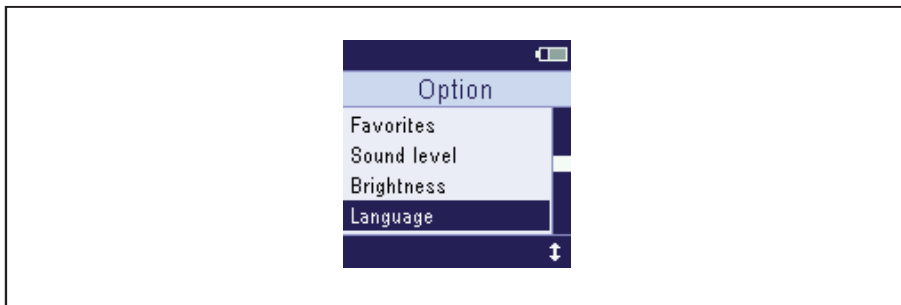 Option
Favorites
Sound level
Brightness
Language